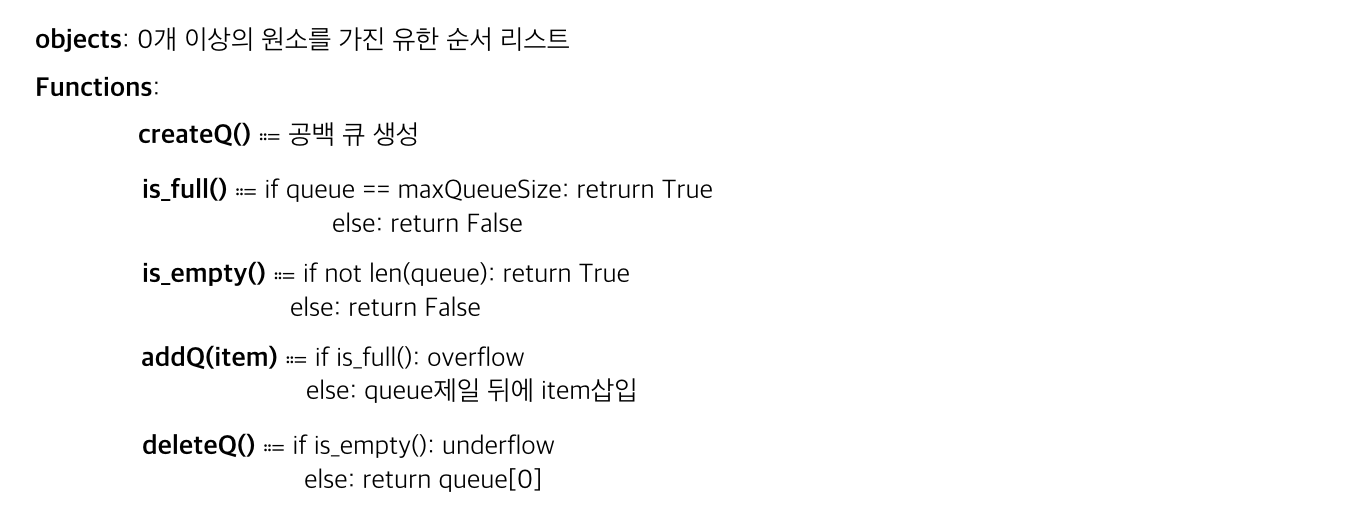 objects: 0개 이상의 원소를 가진 유한 순서 리스트
Functions:
createQ() ::= 공백 큐 생성
is_full() ::= if queue == maxQueueSize: retrurn True
else: return False
is_empty() ::= if not len(queue): return True
else: return False
addQ(item) ::= if is_full(): overflow
else: queue제일 뒤에 item삽입
deleteQ() ::= if is_empty(): underflow
else: return queue[0]